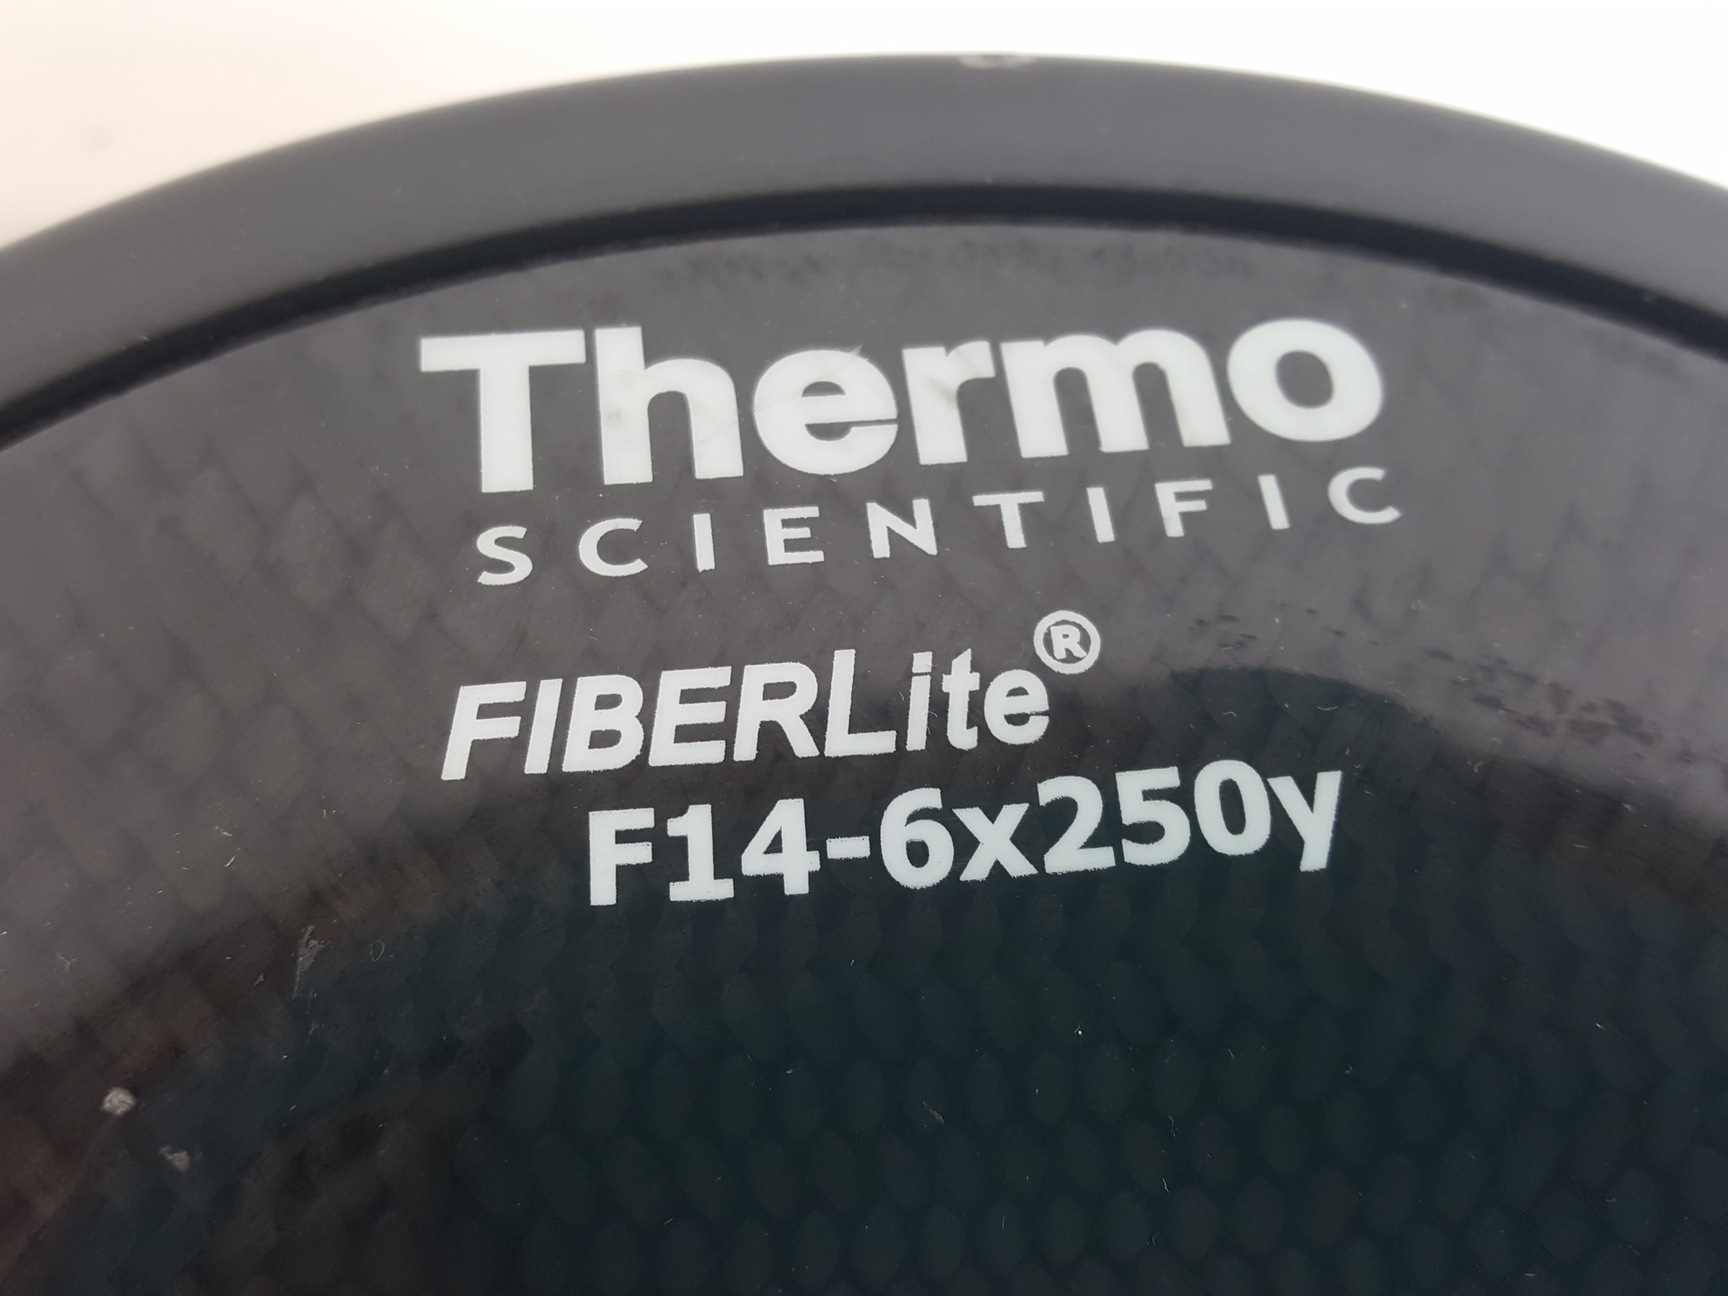 Thermo
SCIENTIFIC
FIBERLite®
F14-6x250y